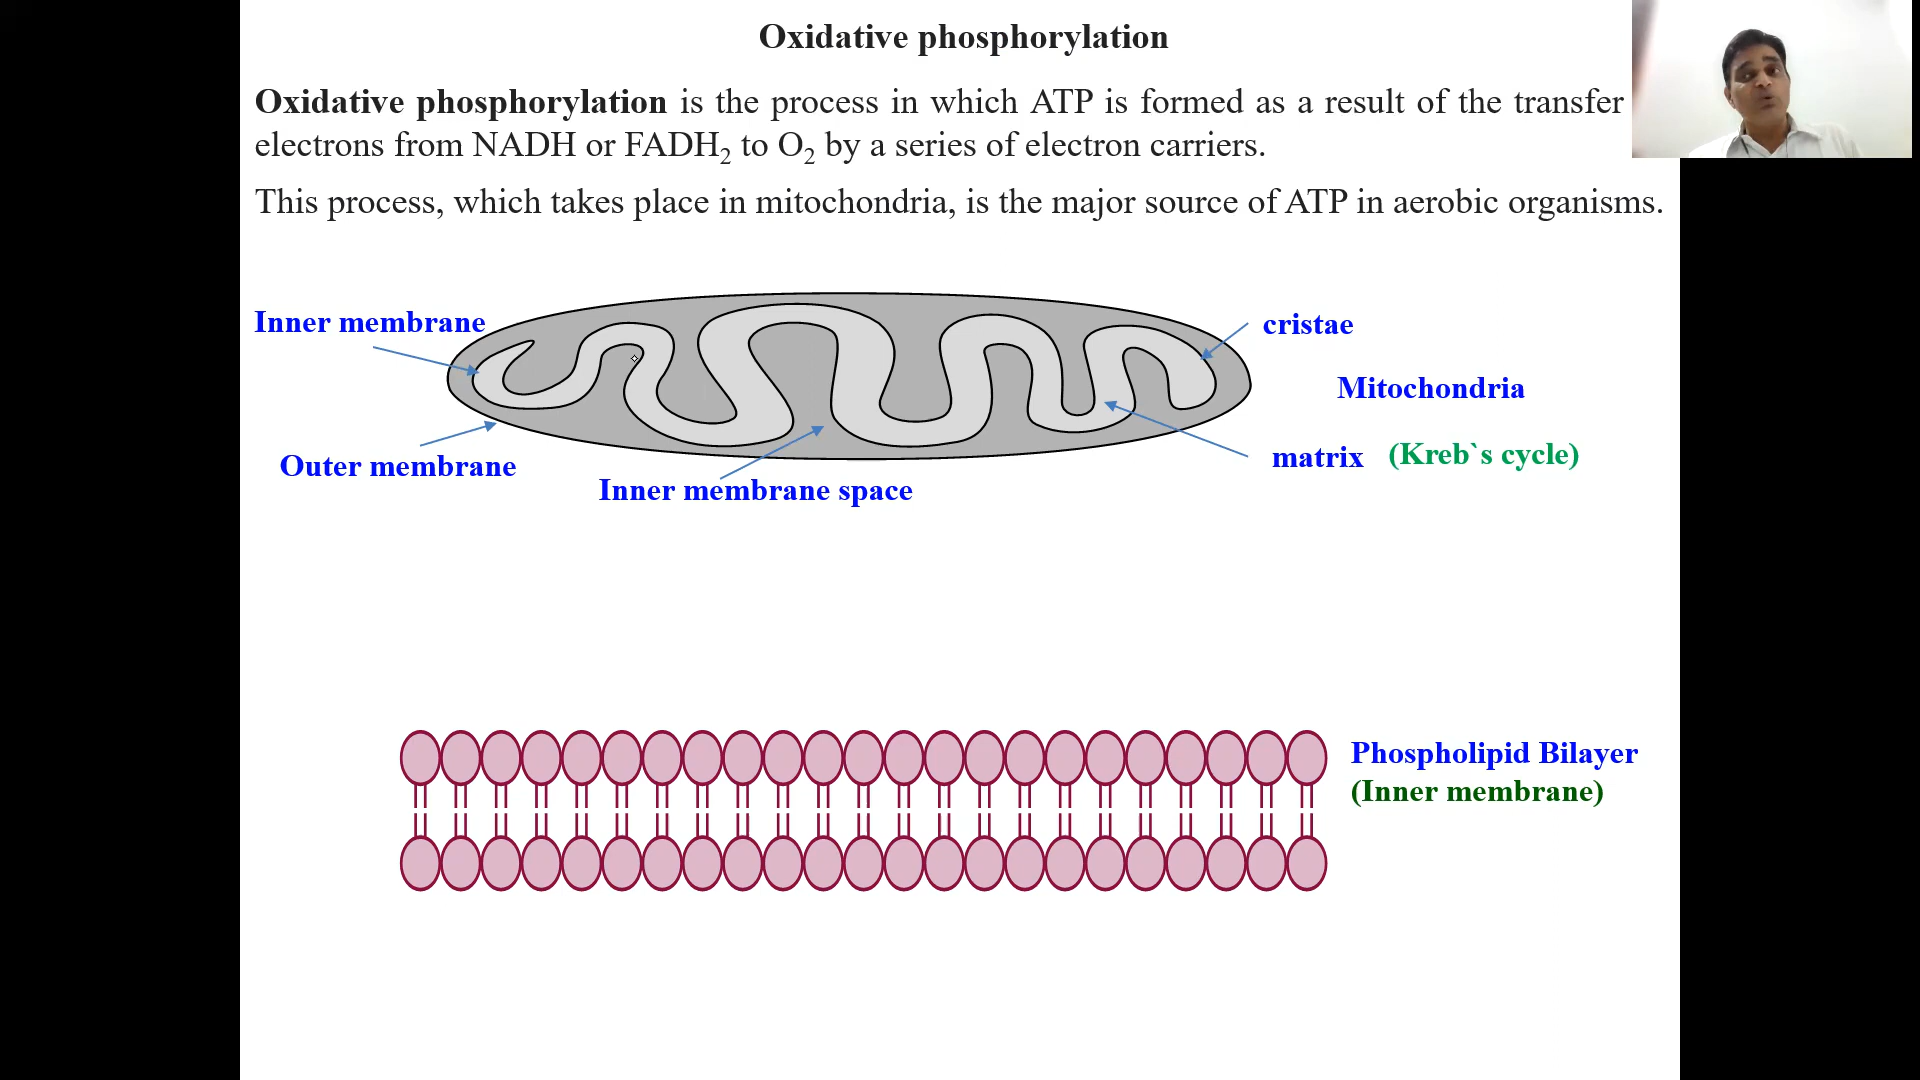 Oxidative phosphorylation
Oxidative phosphorylation is the process in which ATP is formed as a result of the transfer
electrons from NADH or FADH₂ to O₂ by a series of electron carriers.
This process, which takes place in mitochondria, is the major source of ATP in aerobic organisms.
Inner membrane
cristae
Mitochondria
matrix (Kreb`s cycle)
Outer membrane
Inner membrane space
Phospholipid Bilayer
(Inner membrane)